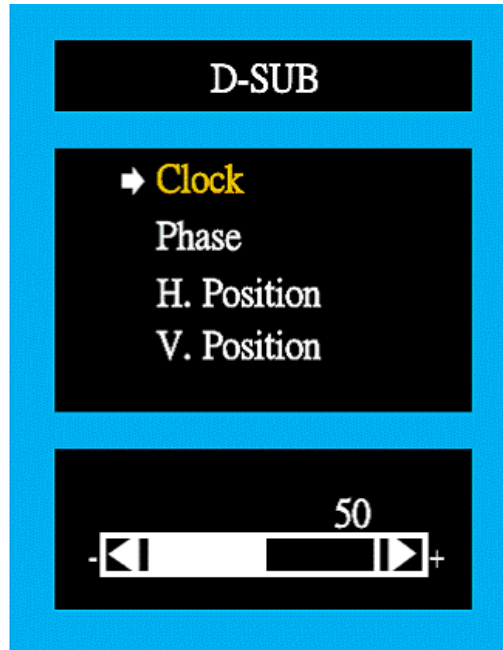 D-SUB
Clock
Phase
H. Position
V. Position
50
- +